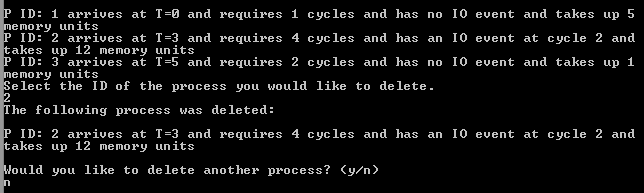 P ID: 1 arrives at T=0 and requires 1 cycles and has no IO event and takes up 5
memory units
P ID: 2 arrives at T=3 and requires 4 cycles and has an IO event at cycle 2 and
takes up 12 memory units
P ID: 3 arrives at T=5 and requires 2 cycles and has no IO event and takes up 1
memory units
Select the ID of the process you would like to delete.
2
The following process was deleted:
P ID: 2 arrives at T=3 and requires 4 cycles and has an IO event at cycle 2 and
takes up 12 memory units
Would you like to delete another process? (y/n)
n